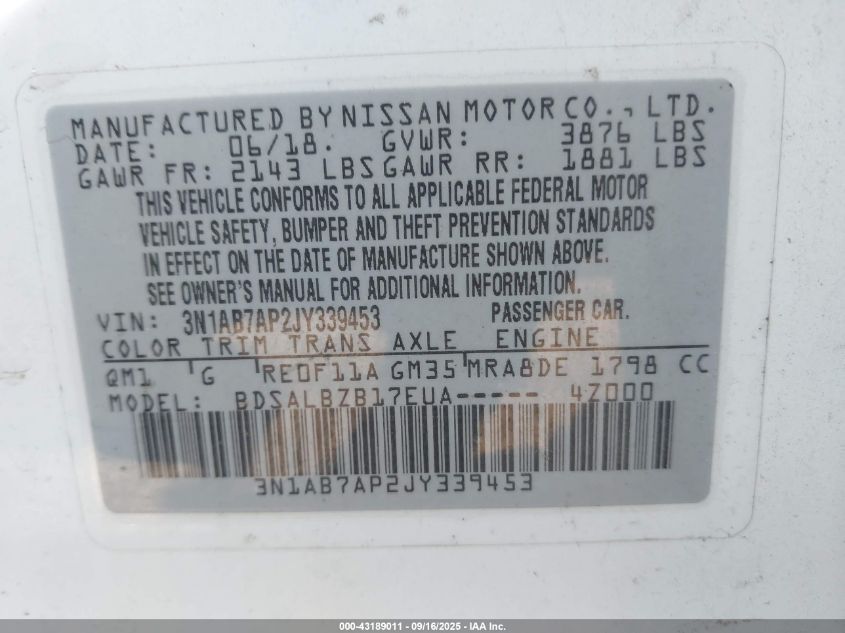 MANUFACTURED BY NISSAN MOTOR CO., LTD.
DATE: 06/18. GVWR: 3876 LBS
GAWR FR: 2143 LBS GAWR RR: 1881 LBS
THIS VEHICLE CONFORMS TO ALL APPLICABLE FEDERAL MOTOR
VEHICLE SAFETY, BUMPER AND THEFT PREVENTION STANDARDS
IN EFFECT ON THE DATE OF MANUFACTURE SHOWN ABOVE.
SEE OWNER'S MANUAL FOR ADDITIONAL INFORMATION.
VIN: 3N1AB7AP2JY339453 PASSENGER CAR.
COLOR TRIM TRANS AXLE ENGINE
QM1 G RE0F11A GM35 MRA8DE 1798 CC
MODEL: BDSALBZB17EUA----- 4Z000
3N1AB7AP2JY339453
000-43189011 - 09/16/2025 - IAA Inc.